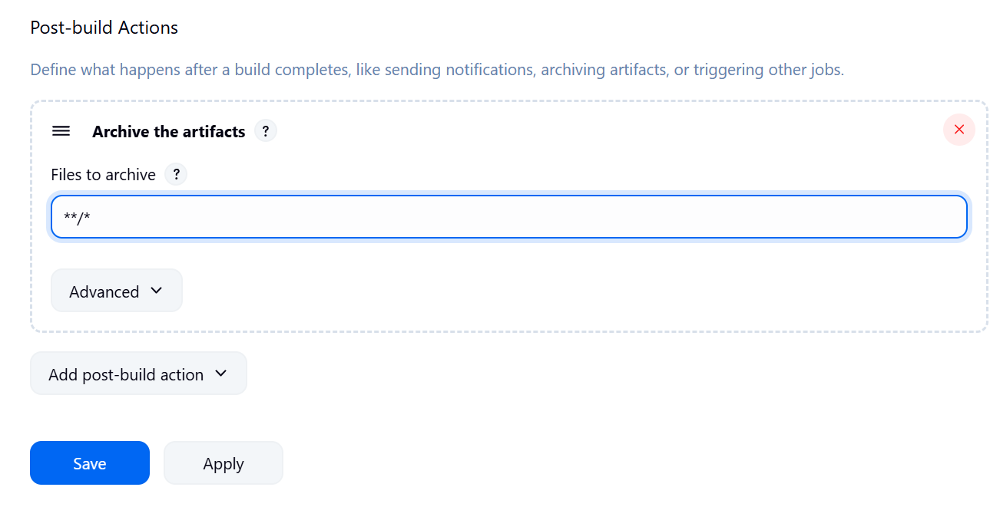 Post-build Actions
Define what happens after a build completes, like sending notifications, archiving artifacts, or triggering other jobs.
Archive the artifacts ?
Files to archive ?
**/*
Advanced
Add post-build action
Save Apply